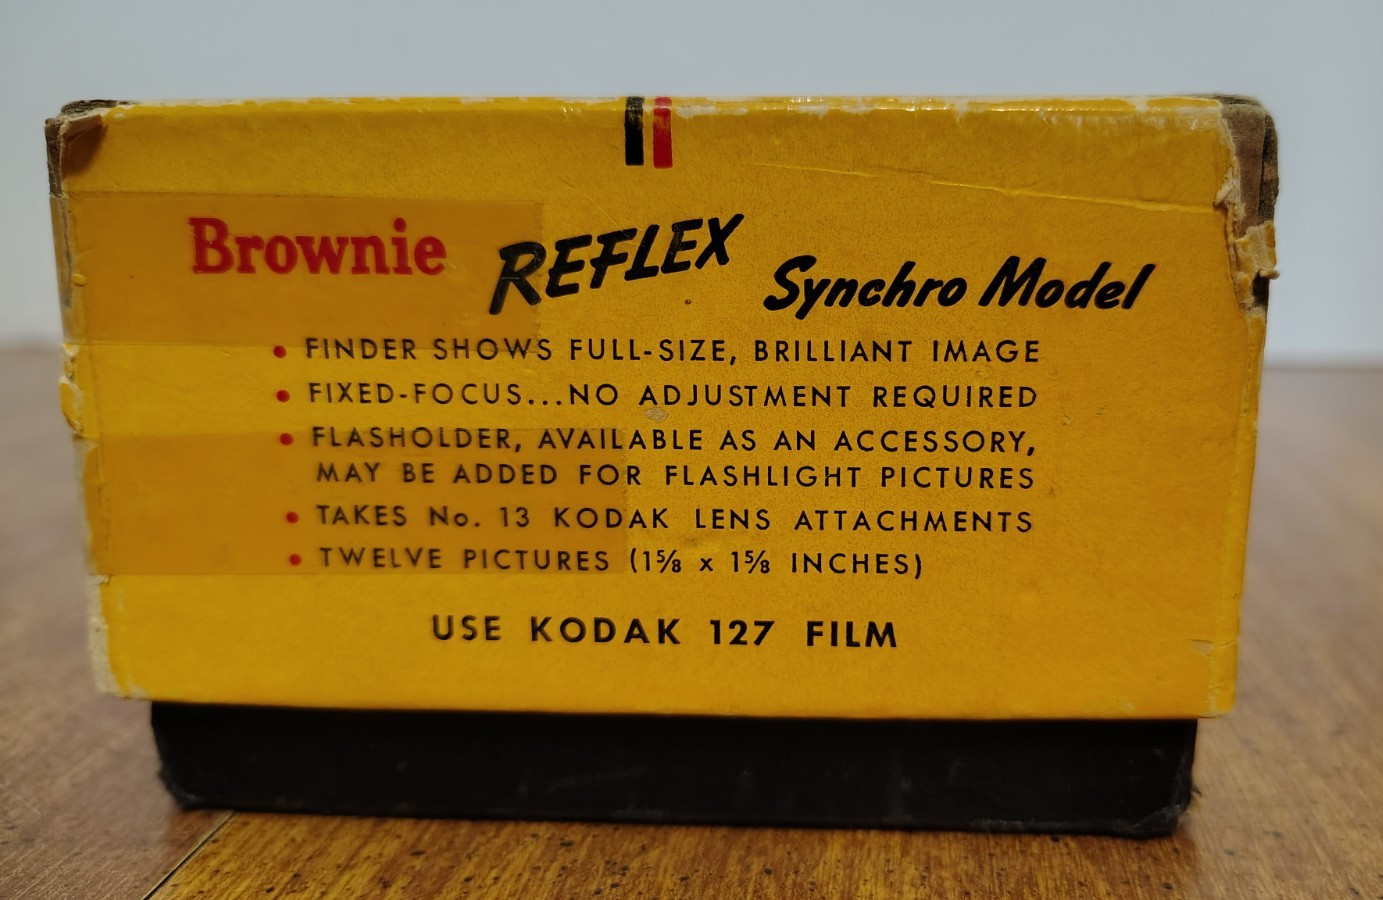 Brownie REFLEX Synchro Model
• FINDER SHOWS FULL-SIZE, BRILLIANT IMAGE
• FIXED-FOCUS...NO ADJUSTMENT REQUIRED
• FLASHOLDER, AVAILABLE AS AN ACCESSORY,
MAY BE ADDED FOR FLASHLIGHT PICTURES
• TAKES No. 13 KODAK LENS ATTACHMENTS
• TWELVE PICTURES (1⅝ x 1⅝ INCHES)
USE KODAK 127 FILM